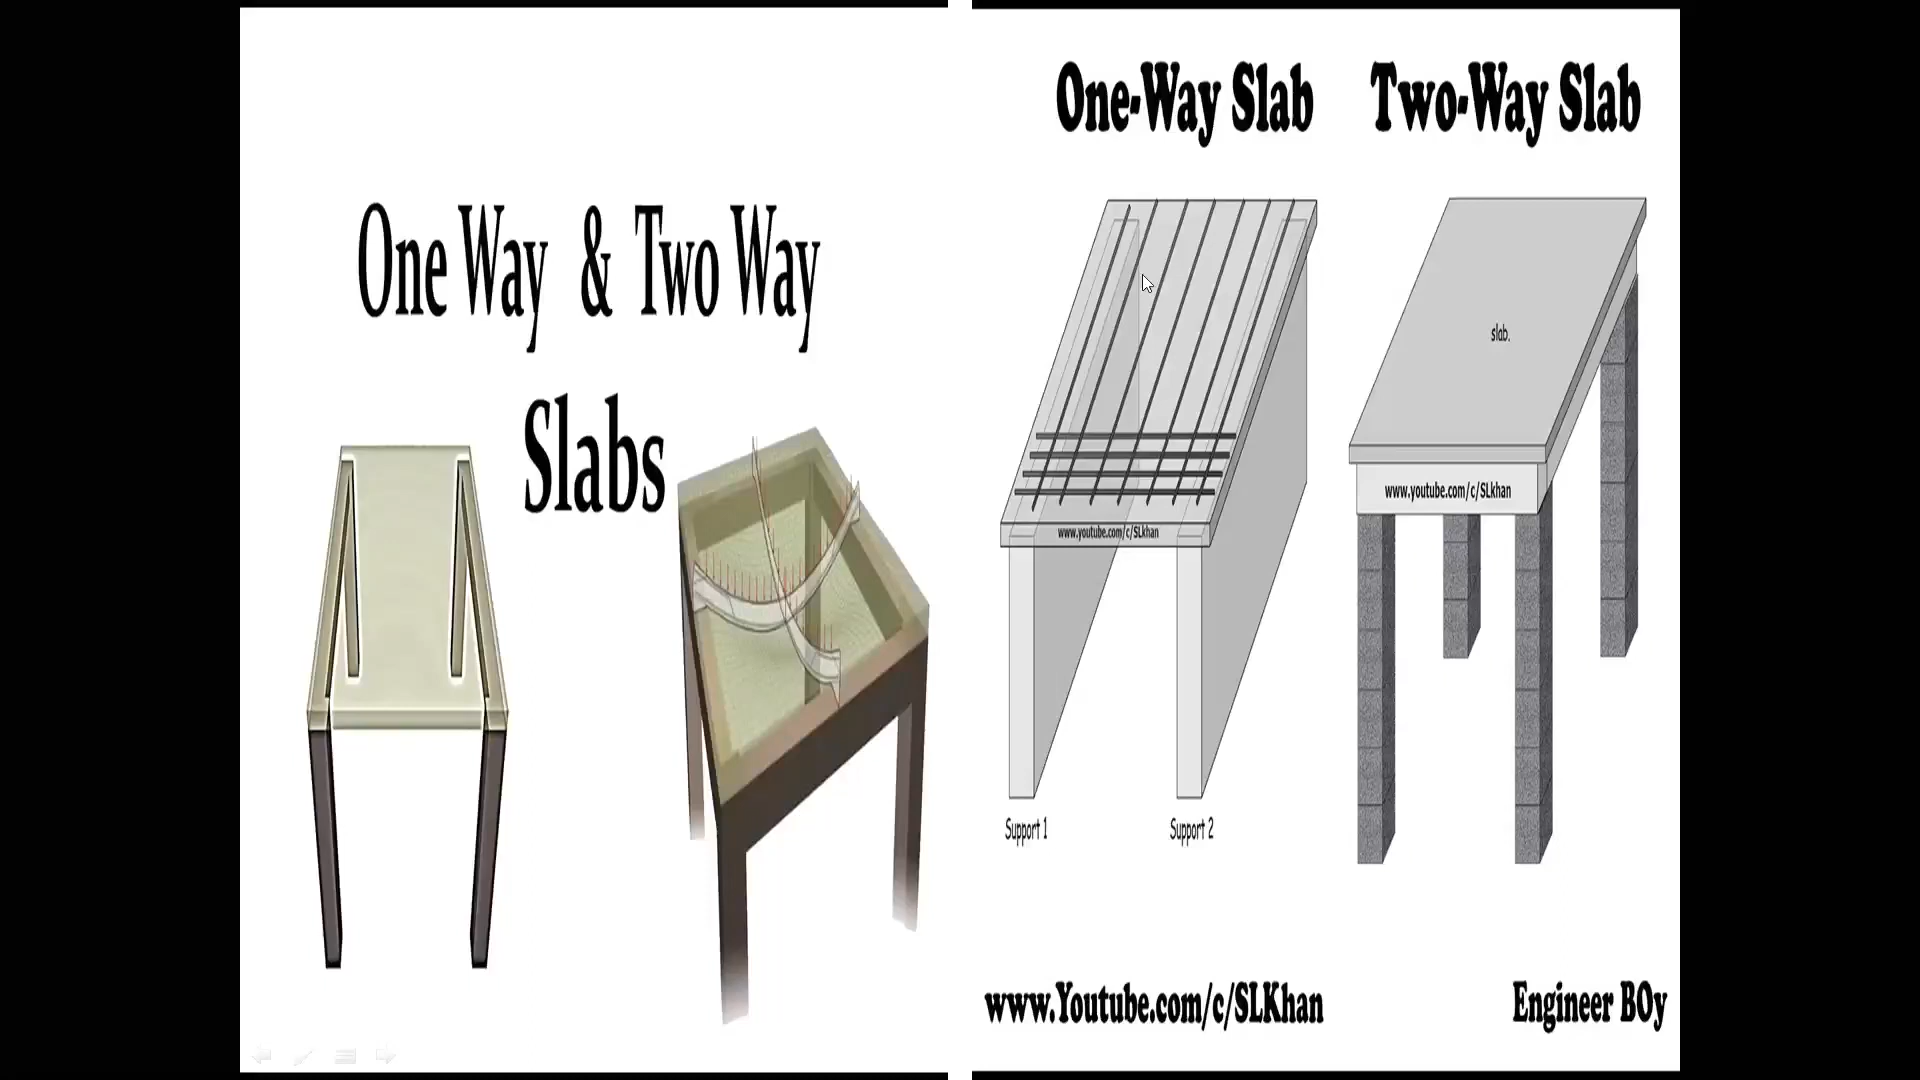 One Way & Two Way
Slabs
One-Way Slab
Two-Way Slab
slab.
www.youtube.com/c/SLkhan
www.youtube.com/c/SLkhan
Support 1
Support 2
www.Youtube.com/c/SLKhan
Engineer BOy